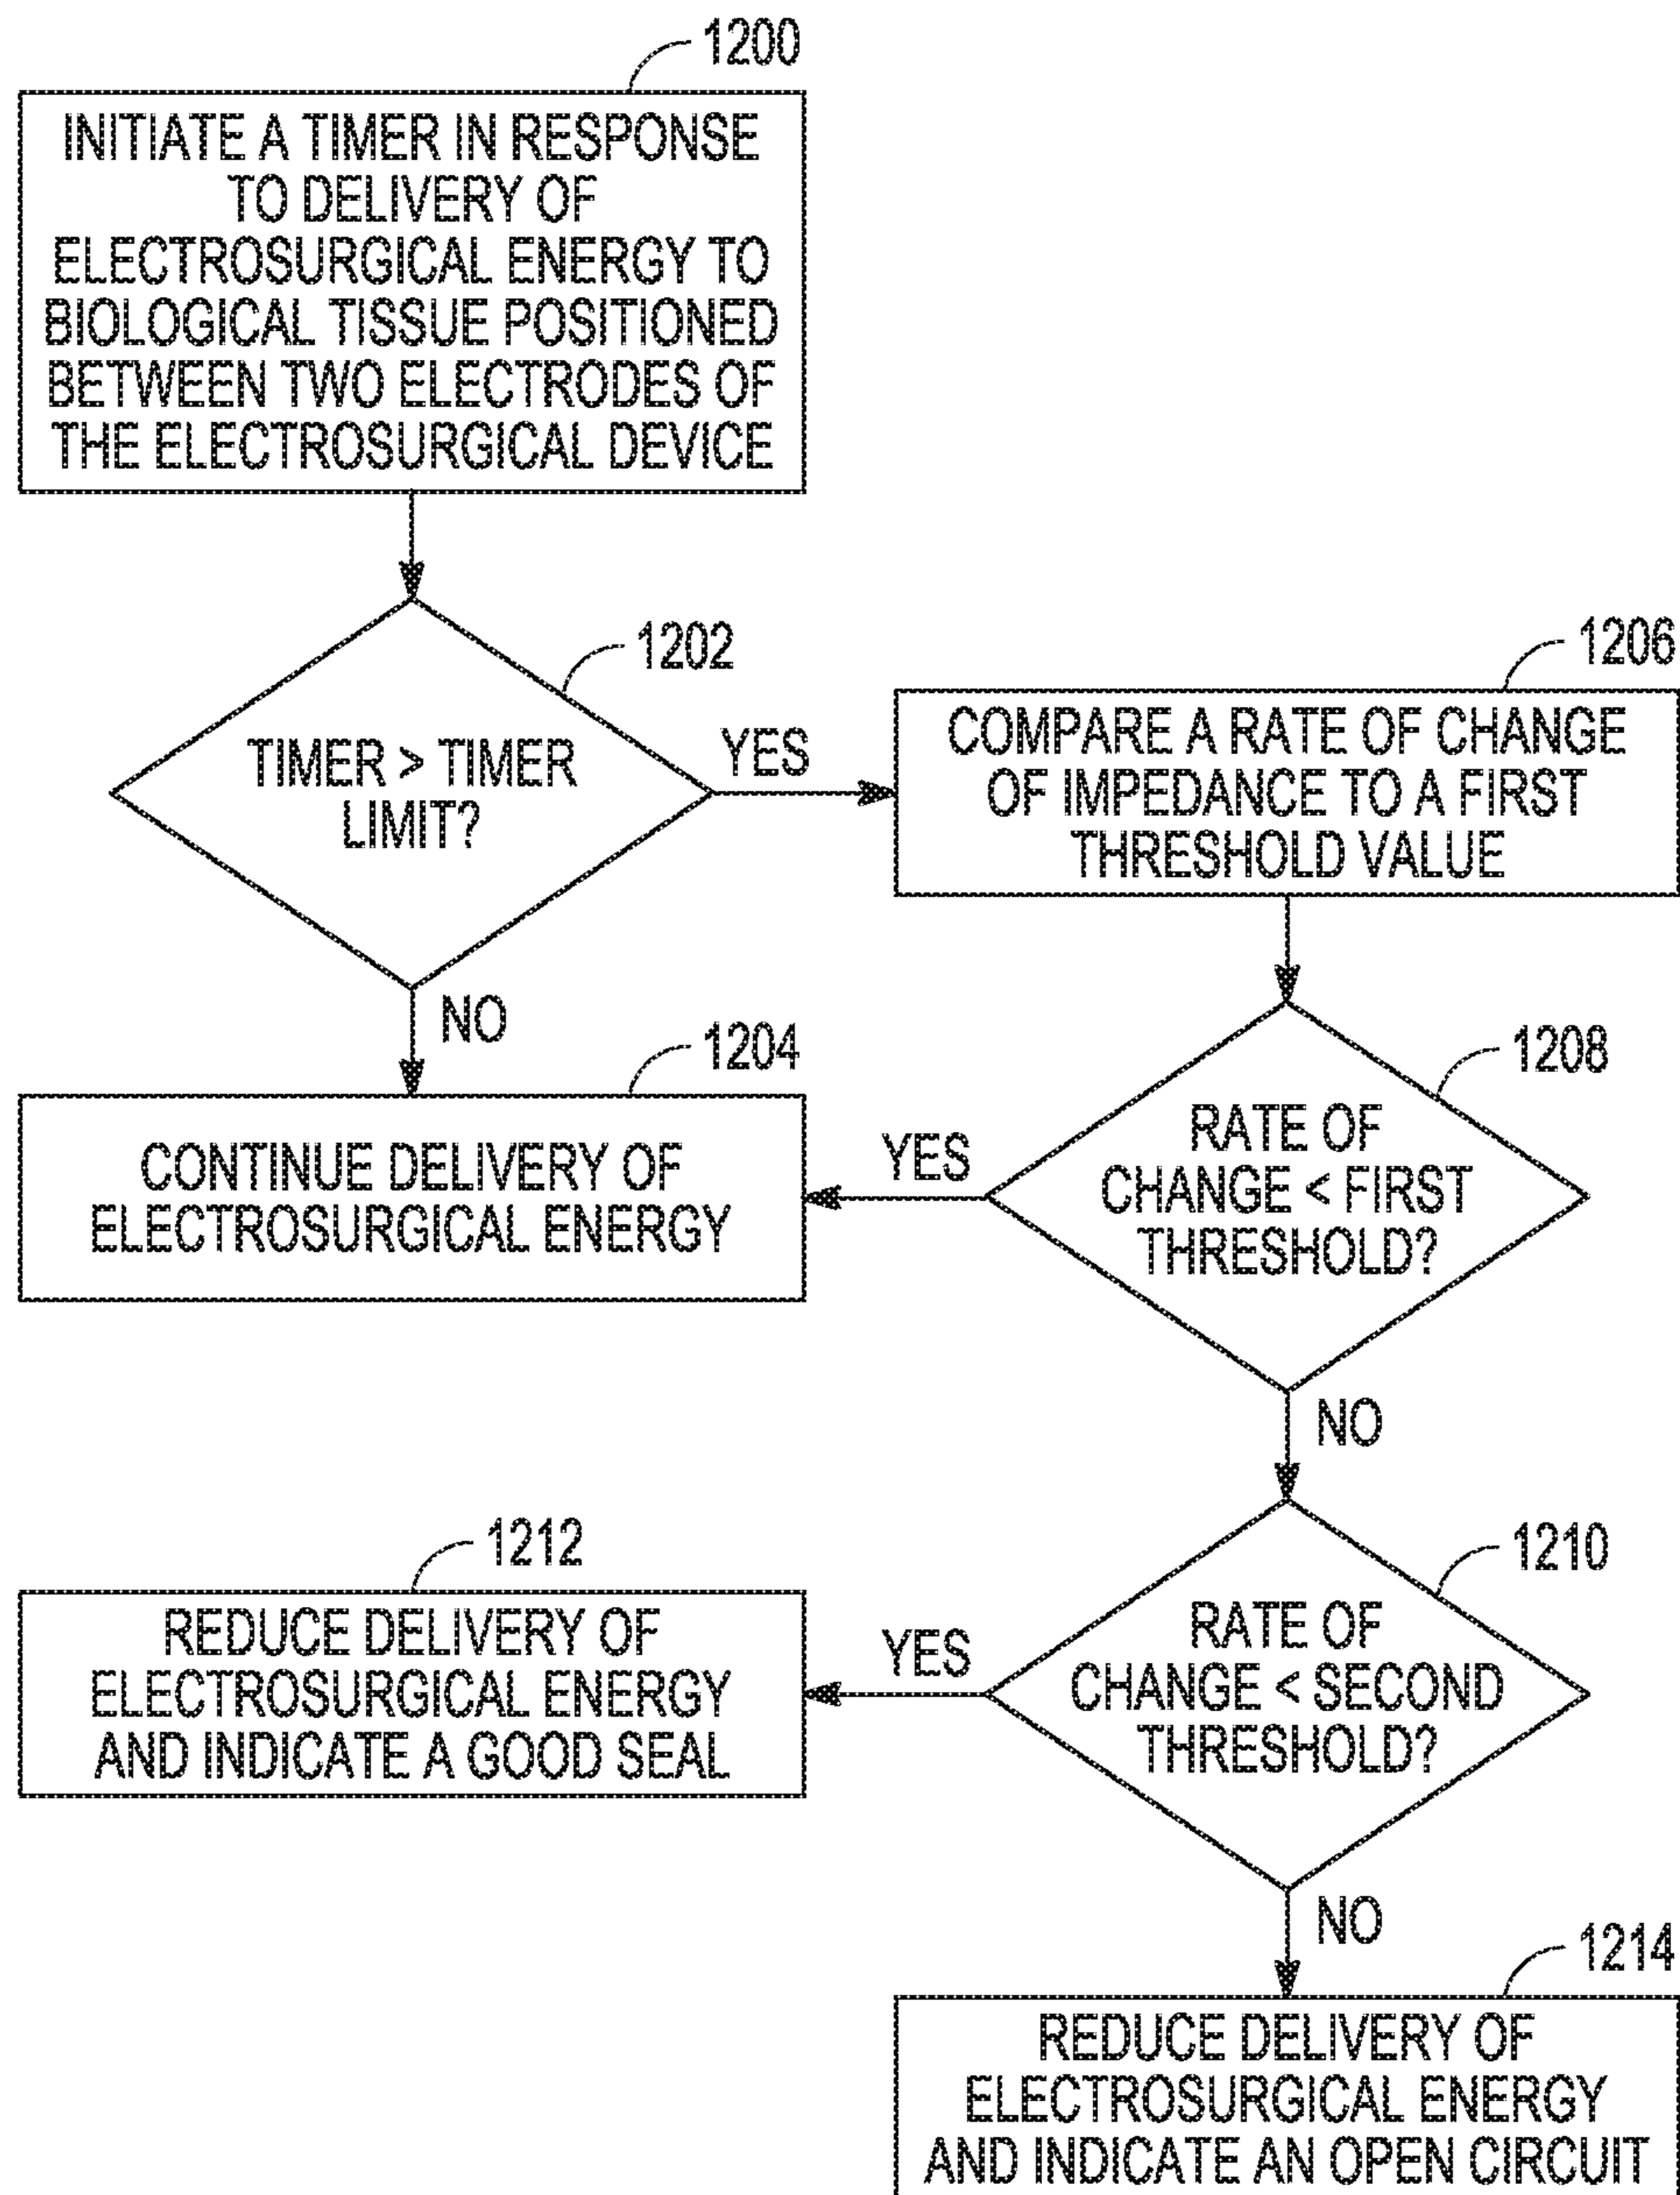 1200
INITIATE A TIMER IN RESPONSE
TO DELIVERY OF
ELECTROSURGICAL ENERGY TO
BIOLOGICAL TISSUE POSITIONED
BETWEEN TWO ELECTRODES OF
THE ELECTROSURGICAL DEVICE
1202
TIMER > TIMER
LIMIT?
YES
NO
1206
COMPARE A RATE OF CHANGE
OF IMPEDANCE TO A FIRST
THRESHOLD VALUE
1204
CONTINUE DELIVERY OF
ELECTROSURGICAL ENERGY
1208
RATE OF
CHANGE < FIRST
THRESHOLD?
YES
NO
1210
RATE OF
CHANGE < SECOND
THRESHOLD?
YES
NO
1212
REDUCE DELIVERY OF
ELECTROSURGICAL ENERGY
AND INDICATE A GOOD SEAL
1214
REDUCE DELIVERY OF
ELECTROSURGICAL ENERGY
AND INDICATE AN OPEN CIRCUIT